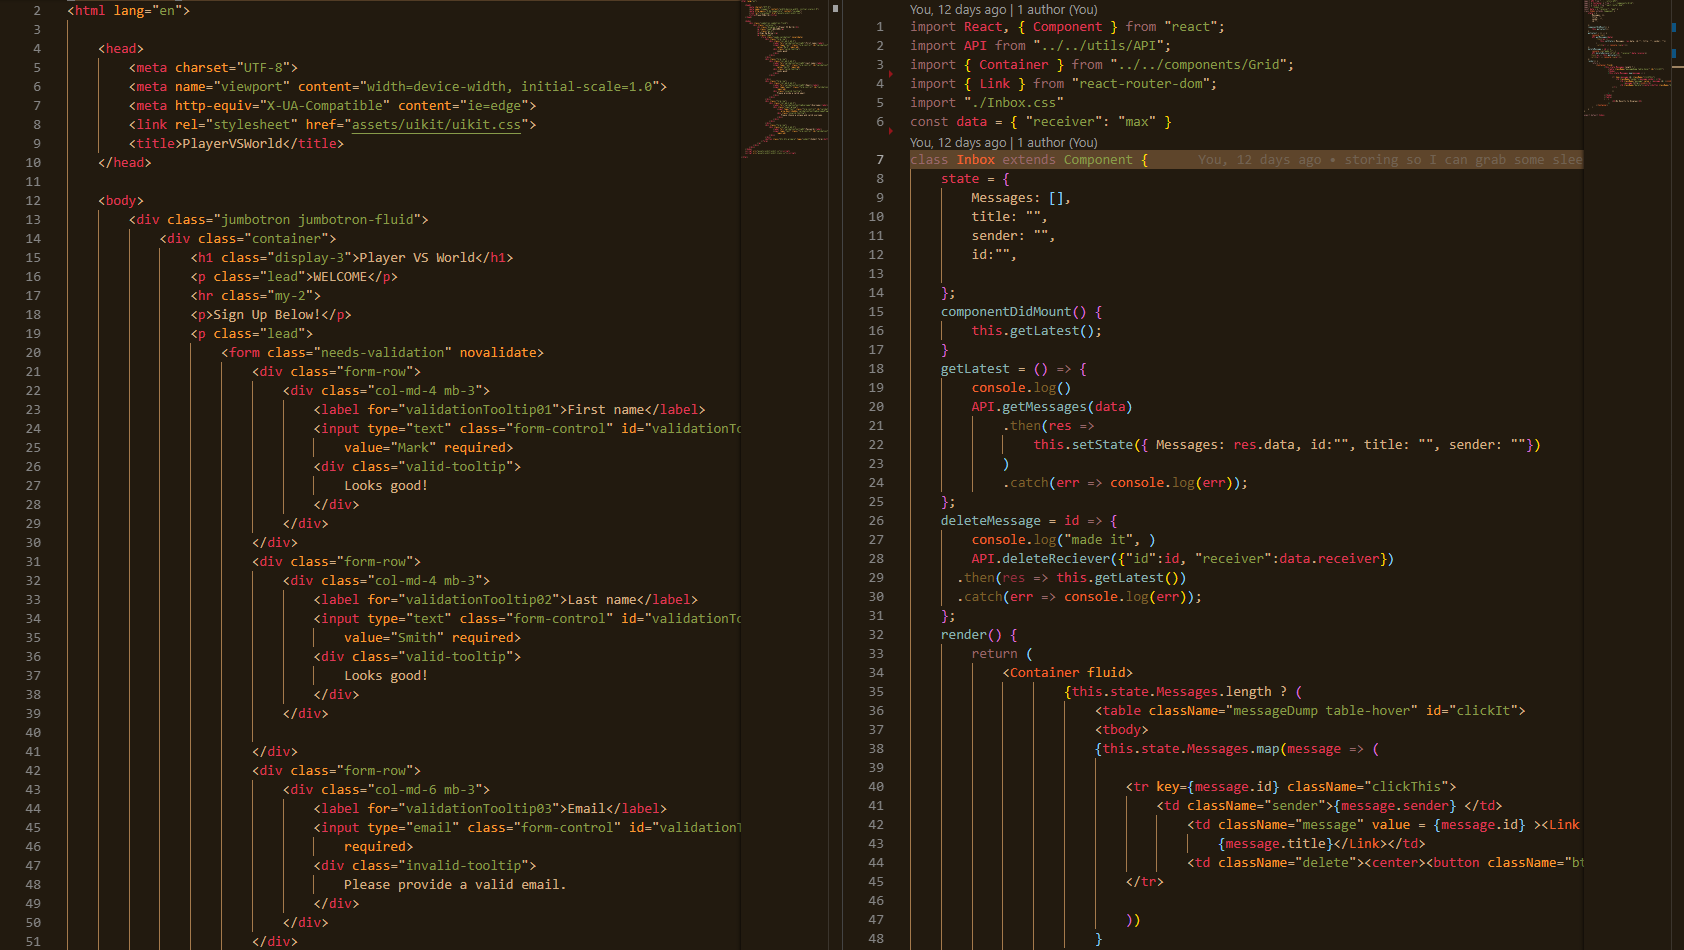 2 <html lang="en">
3
4 <head>
5 <meta charset="UTF-8">
6 <meta name="viewport" content="width=device-width, initial-scale=1.0">
7 <meta http-equiv="X-UA-Compatible" content="ie=edge">
8 <link rel="stylesheet" href="assets/uikit/uikit.css">
9 <title>PlayerVSWorld</title>
10 </head>
11
12 <body>
13 <div class="jumbotron jumbotron-fluid">
14 <div class="container">
15 <h1 class="display-3">Player VS World</h1>
16 <p class="lead">WELCOME</p>
17 <hr class="my-2">
18 <p>Sign Up Below!</p>
19 <p class="lead">
20 <form class="needs-validation" novalidate>
21 <div class="form-row">
22 <div class="col-md-4 mb-3">
23 <label for="validationTooltip01">First name</label>
24 <input type="text" class="form-control" id="validationTo
25 value="Mark" required>
26 <div class="valid-tooltip">
27 Looks good!
28 </div>
29 </div>
30 </div>
31 <div class="form-row">
32 <div class="col-md-4 mb-3">
33 <label for="validationTooltip02">Last name</label>
34 <input type="text" class="form-control" id="validationTo
35 value="Smith" required>
36 <div class="valid-tooltip">
37 Looks good!
38 </div>
39 </div>
40
41 </div>
42 <div class="form-row">
43 <div class="col-md-6 mb-3">
44 <label for="validationTooltip03">Email</label>
45 <input type="email" class="form-control" id="validationT
46 required>
47 <div class="invalid-tooltip">
48 Please provide a valid email.
49 </div>
50 </div>
51 </div>
You, 12 days ago | 1 author (You)
1 import React, { Component } from "react";
2 import API from "../../utils/API";
3 import { Container } from "../../components/Grid";
4 import { Link } from "react-router-dom";
5 import "./Inbox.css"
6 const data = { "receiver": "max" }
You, 12 days ago | 1 author (You)
7 class Inbox extends Component { You, 12 days ago • storing so I can grab some slee
8 state = {
9 Messages: [],
10 title: "",
11 sender: "",
12 id:"",
13
14 };
15 componentDidMount() {
16 this.getLatest();
17 }
18 getLatest = () => {
19 console.log()
20 API.getMessages(data)
21 .then(res =>
22 this.setState({ Messages: res.data, id:"", title: "", sender: ""})
23 )
24 .catch(err => console.log(err));
25 };
26 deleteMessage = id => {
27 console.log("made it", )
28 API.deleteReciever({"id":id, "receiver":data.receiver})
29 .then(res => this.getLatest())
30 .catch(err => console.log(err));
31 };
32 render() {
33 return (
34 <Container fluid>
35 {this.state.Messages.length ? (
36 <table className="messageDump table-hover" id="clickIt">
37 <tbody>
38 {this.state.Messages.map(message => (
39
40 <tr key={message.id} className="clickThis">
41 <td className="sender">{message.sender} </td>
42 <td className="message" value = {message.id} ><Link
43 {message.title}</Link></td>
44 <td className="delete"><center><button className="bt
45 </tr>
46
47 ))
48 }